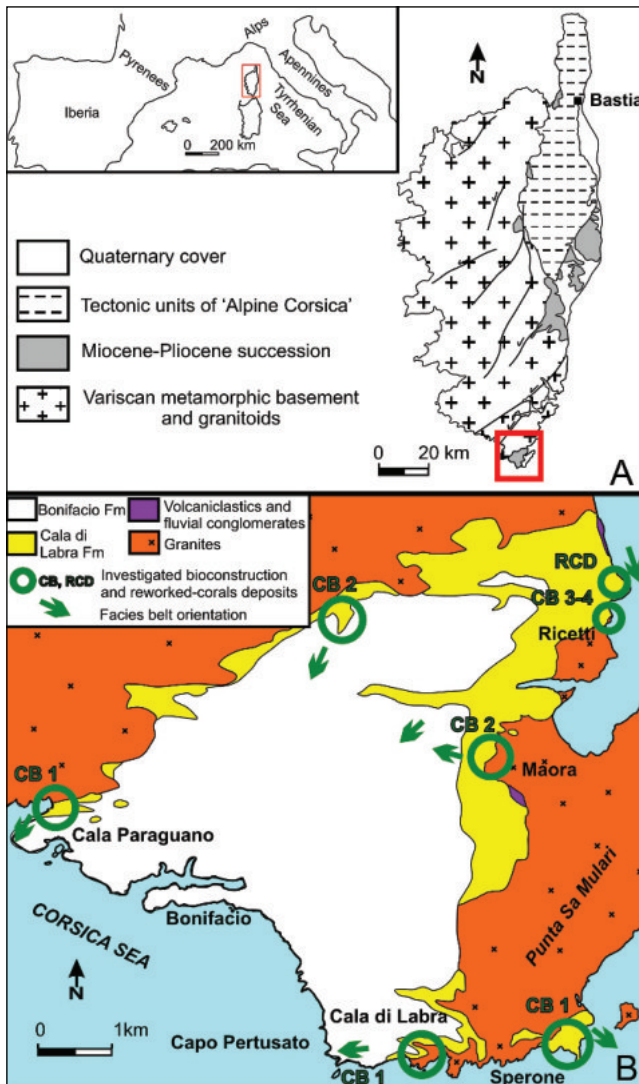 Alps
Pyrenees
Apennines
Iberia
Tyrrhenian
Sea
0 200 km
N
Bastia
Quaternary cover
Tectonic units of 'Alpine Corsica'
Miocene-Pliocene succession
Variscan metamorphic basement
and granitoids
0 20 km
A
Bonifacio Fm
Volcaniclastics and
fluvial conglomerates
Cala di
Labra Fm
Granites
CB, RCD
Investigated bioconstruction
and reworked-corals deposits
Facies belt orientation
RCD
CB 2
CB 3-4
Ricetti
CB 2
Maora
CB 1
Cala Paraguano
Punta Sa Mulari
Bonifacio
CORSICA SEA
N
Cala di Labra
CB 1
0 1km
Capo Pertusato
CB 1
Sperone
B